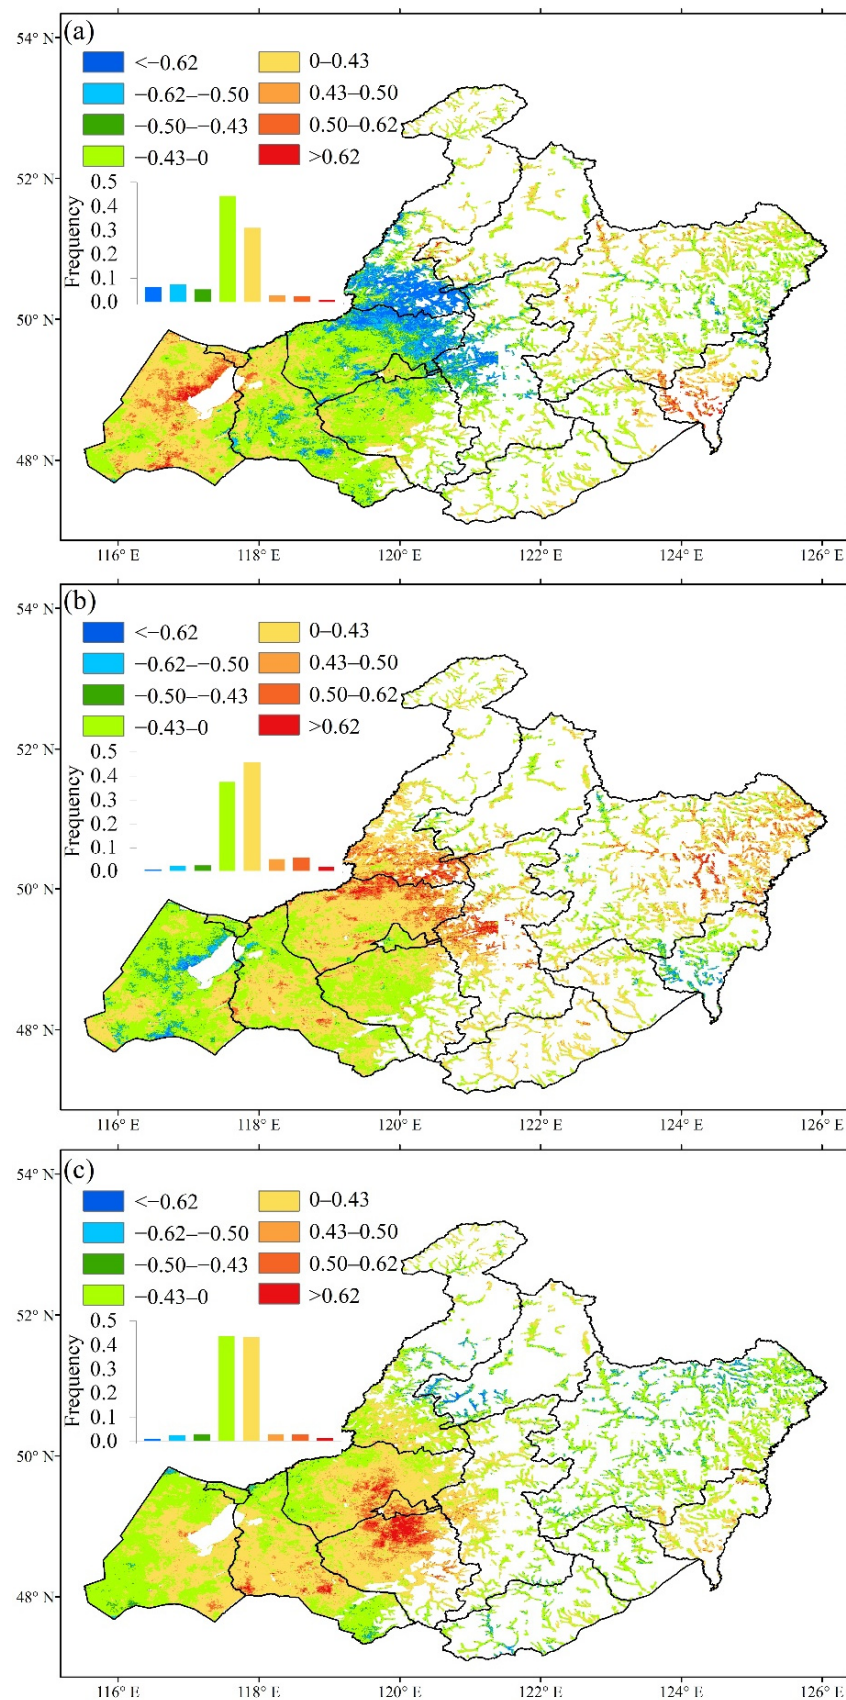 (a)
54° N
<−0.62
0–0.43
−0.62–−0.50
0.43–0.50
−0.50–−0.43
0.50–0.62
−0.43–0
>0.62
52° N
0.5
0.4
0.3
0.2
0.1
0.0
Frequency
50° N
48° N
116° E
118° E
120° E
122° E
124° E
126° E
(b)
54° N
<−0.62
0–0.43
−0.62–−0.50
0.43–0.50
−0.50–−0.43
0.50–0.62
−0.43–0
>0.62
52° N
0.5
0.4
0.3
0.2
0.1
0.0
Frequency
50° N
48° N
116° E
118° E
120° E
122° E
124° E
126° E
(c)
54° N
<−0.62
0–0.43
−0.62–−0.50
0.43–0.50
−0.50–−0.43
0.50–0.62
−0.43–0
>0.62
52° N
0.5
0.4
0.3
0.2
0.1
0.0
Frequency
50° N
48° N
116° E
118° E
120° E
122° E
124° E
126° E